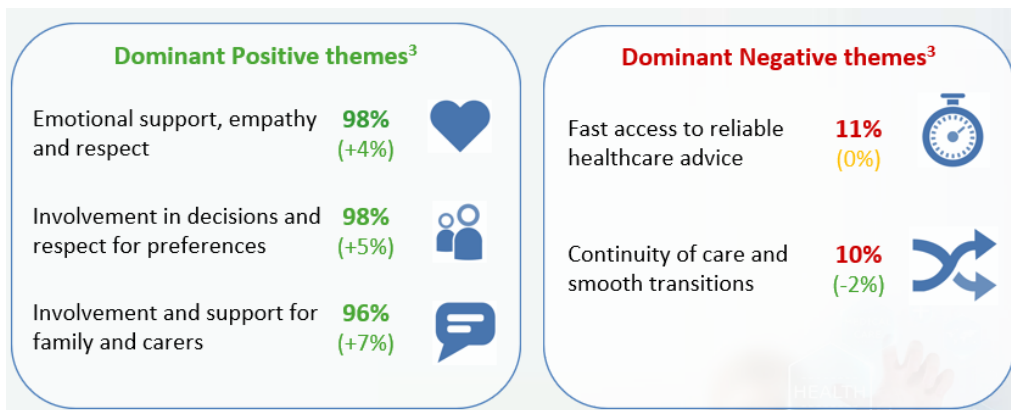 Dominant Positive themes³
Emotional support, empathy
and respect
98%
(+4%)
Involvement in decisions and
respect for preferences
98%
(+5%)
Involvement and support for
family and carers
96%
(+7%)
Dominant Negative themes³
Fast access to reliable
healthcare advice
11%
(0%)
Continuity of care and
smooth transitions
10%
(-2%)
HEALTH